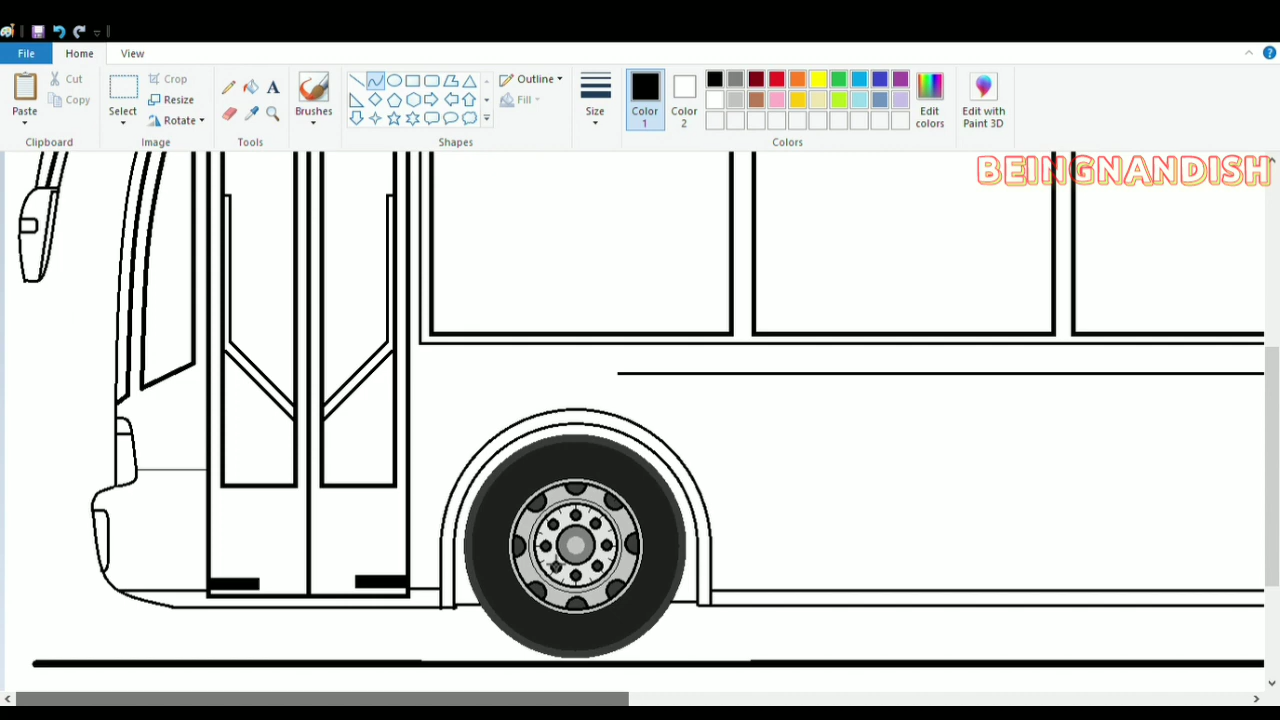 File Home View
Paste
Cut
Copy
Clipboard
Select
Crop
Resize
Rotate
Image
A
Tools
Brushes
Shapes
Outline
Fill
Size
Color
1
Color
2
Colors
Edit
colors
Edit with
Paint 3D
BEINGNANDISH